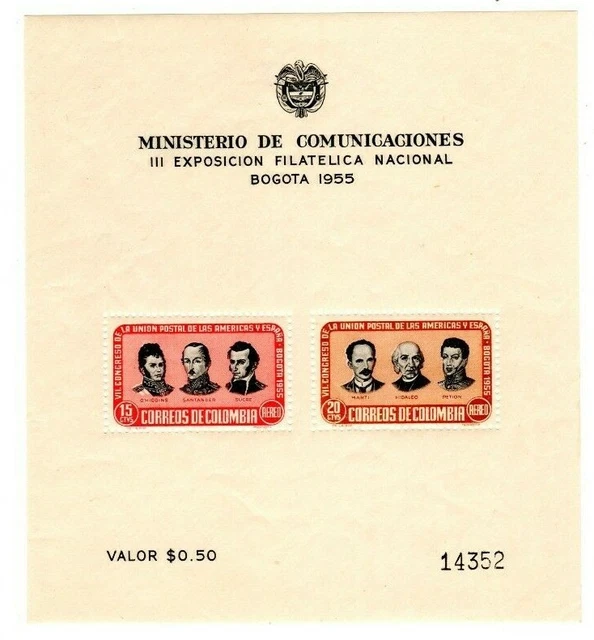 MINISTERIO DE COMUNICACIONES
III EXPOSICION FILATELICA NACIONAL
BOGOTA 1955
VII. CONGRESO DE LA UNION POSTAL DE LAS AMERICAS Y ESPAÑA - BOGOTA 1955
O'HIGGINS SANTANDER SUCRE
15 CTVS. CORREOS DE COLOMBIA AEREO
VII. CONGRESO DE LA UNION POSTAL DE LAS AMERICAS Y ESPAÑA - BOGOTA 1955
MARTI HIDALGO PETION
20 CTVS. CORREOS DE COLOMBIA AEREO
VALOR $0.50
14352